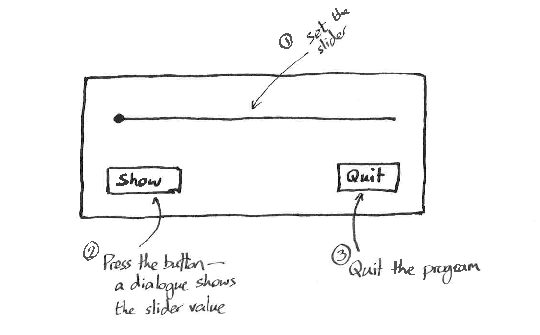 ① Set the
slider
Show
Quit
② Press the button —
a dialogue shows
the slider value
③ Quit the program